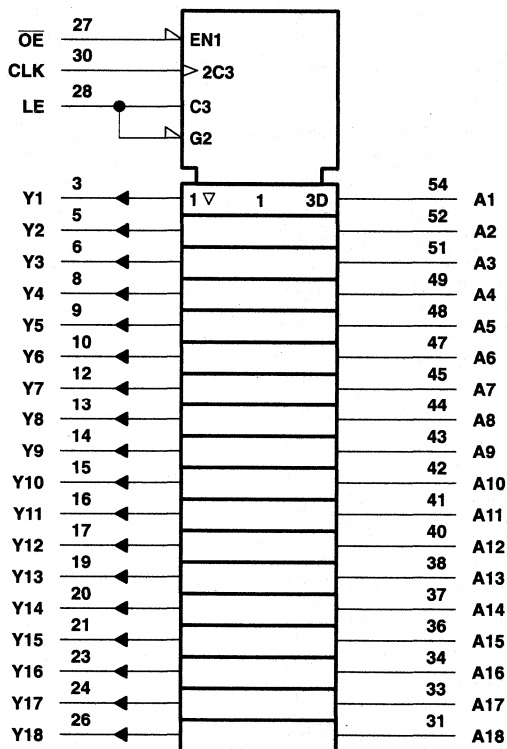 OE 27 EN1
CLK 30 2C3
LE 28 C3
G2
Y1 3 1 ▽ 1 3D 54 A1
Y2 5 52 A2
Y3 6 51 A3
Y4 8 49 A4
Y5 9 48 A5
Y6 10 47 A6
Y7 12 45 A7
Y8 13 44 A8
Y9 14 43 A9
Y10 15 42 A10
Y11 16 41 A11
Y12 17 40 A12
Y13 19 38 A13
Y14 20 37 A14
Y15 21 36 A15
Y16 23 34 A16
Y17 24 33 A17
Y18 26 31 A18